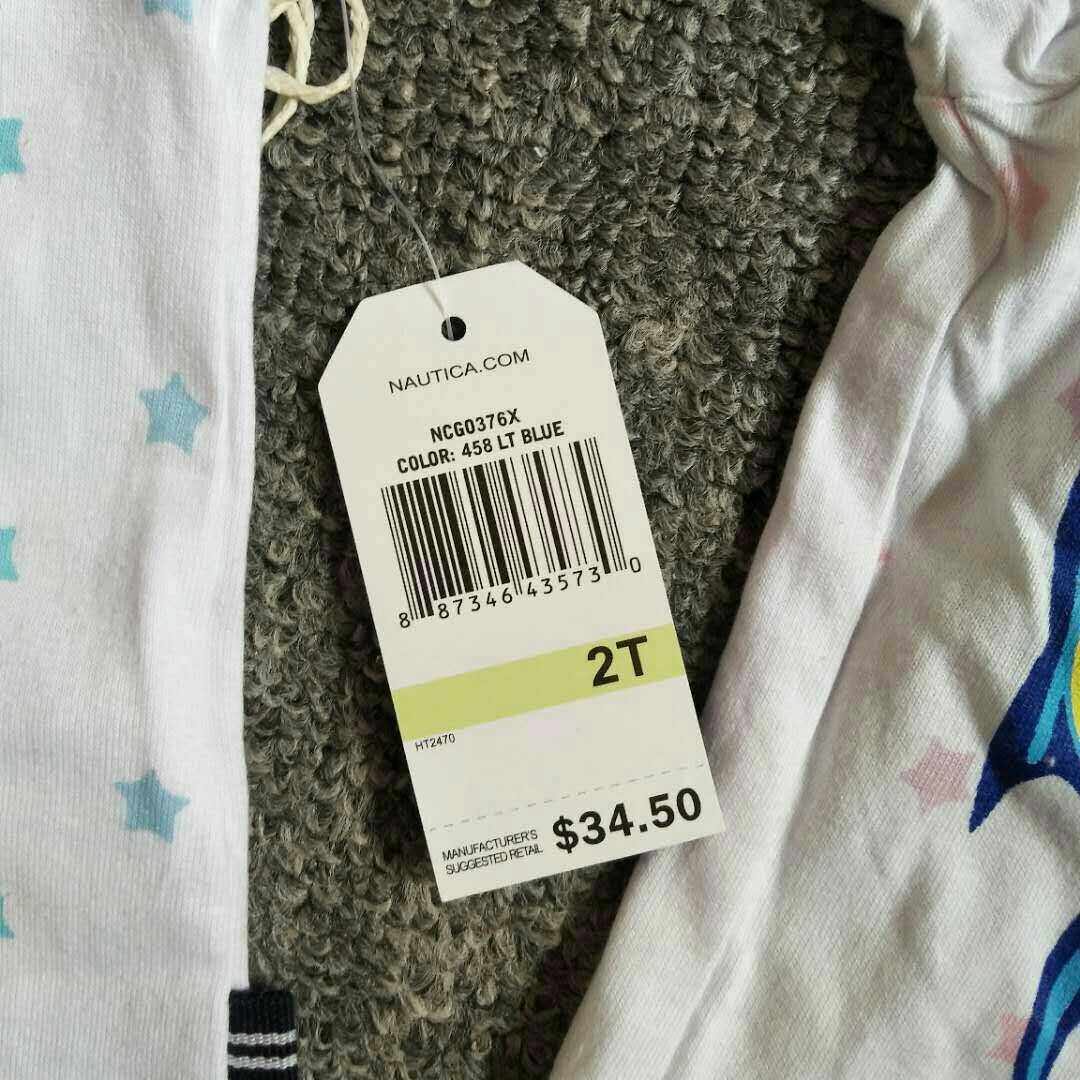 NAUTICA.COM
NCG0376X
COLOR: 458 LT BLUE
8 87346 43573 0
2T
HT2470
MANUFACTURER'S
SUGGESTED RETAIL $34.50